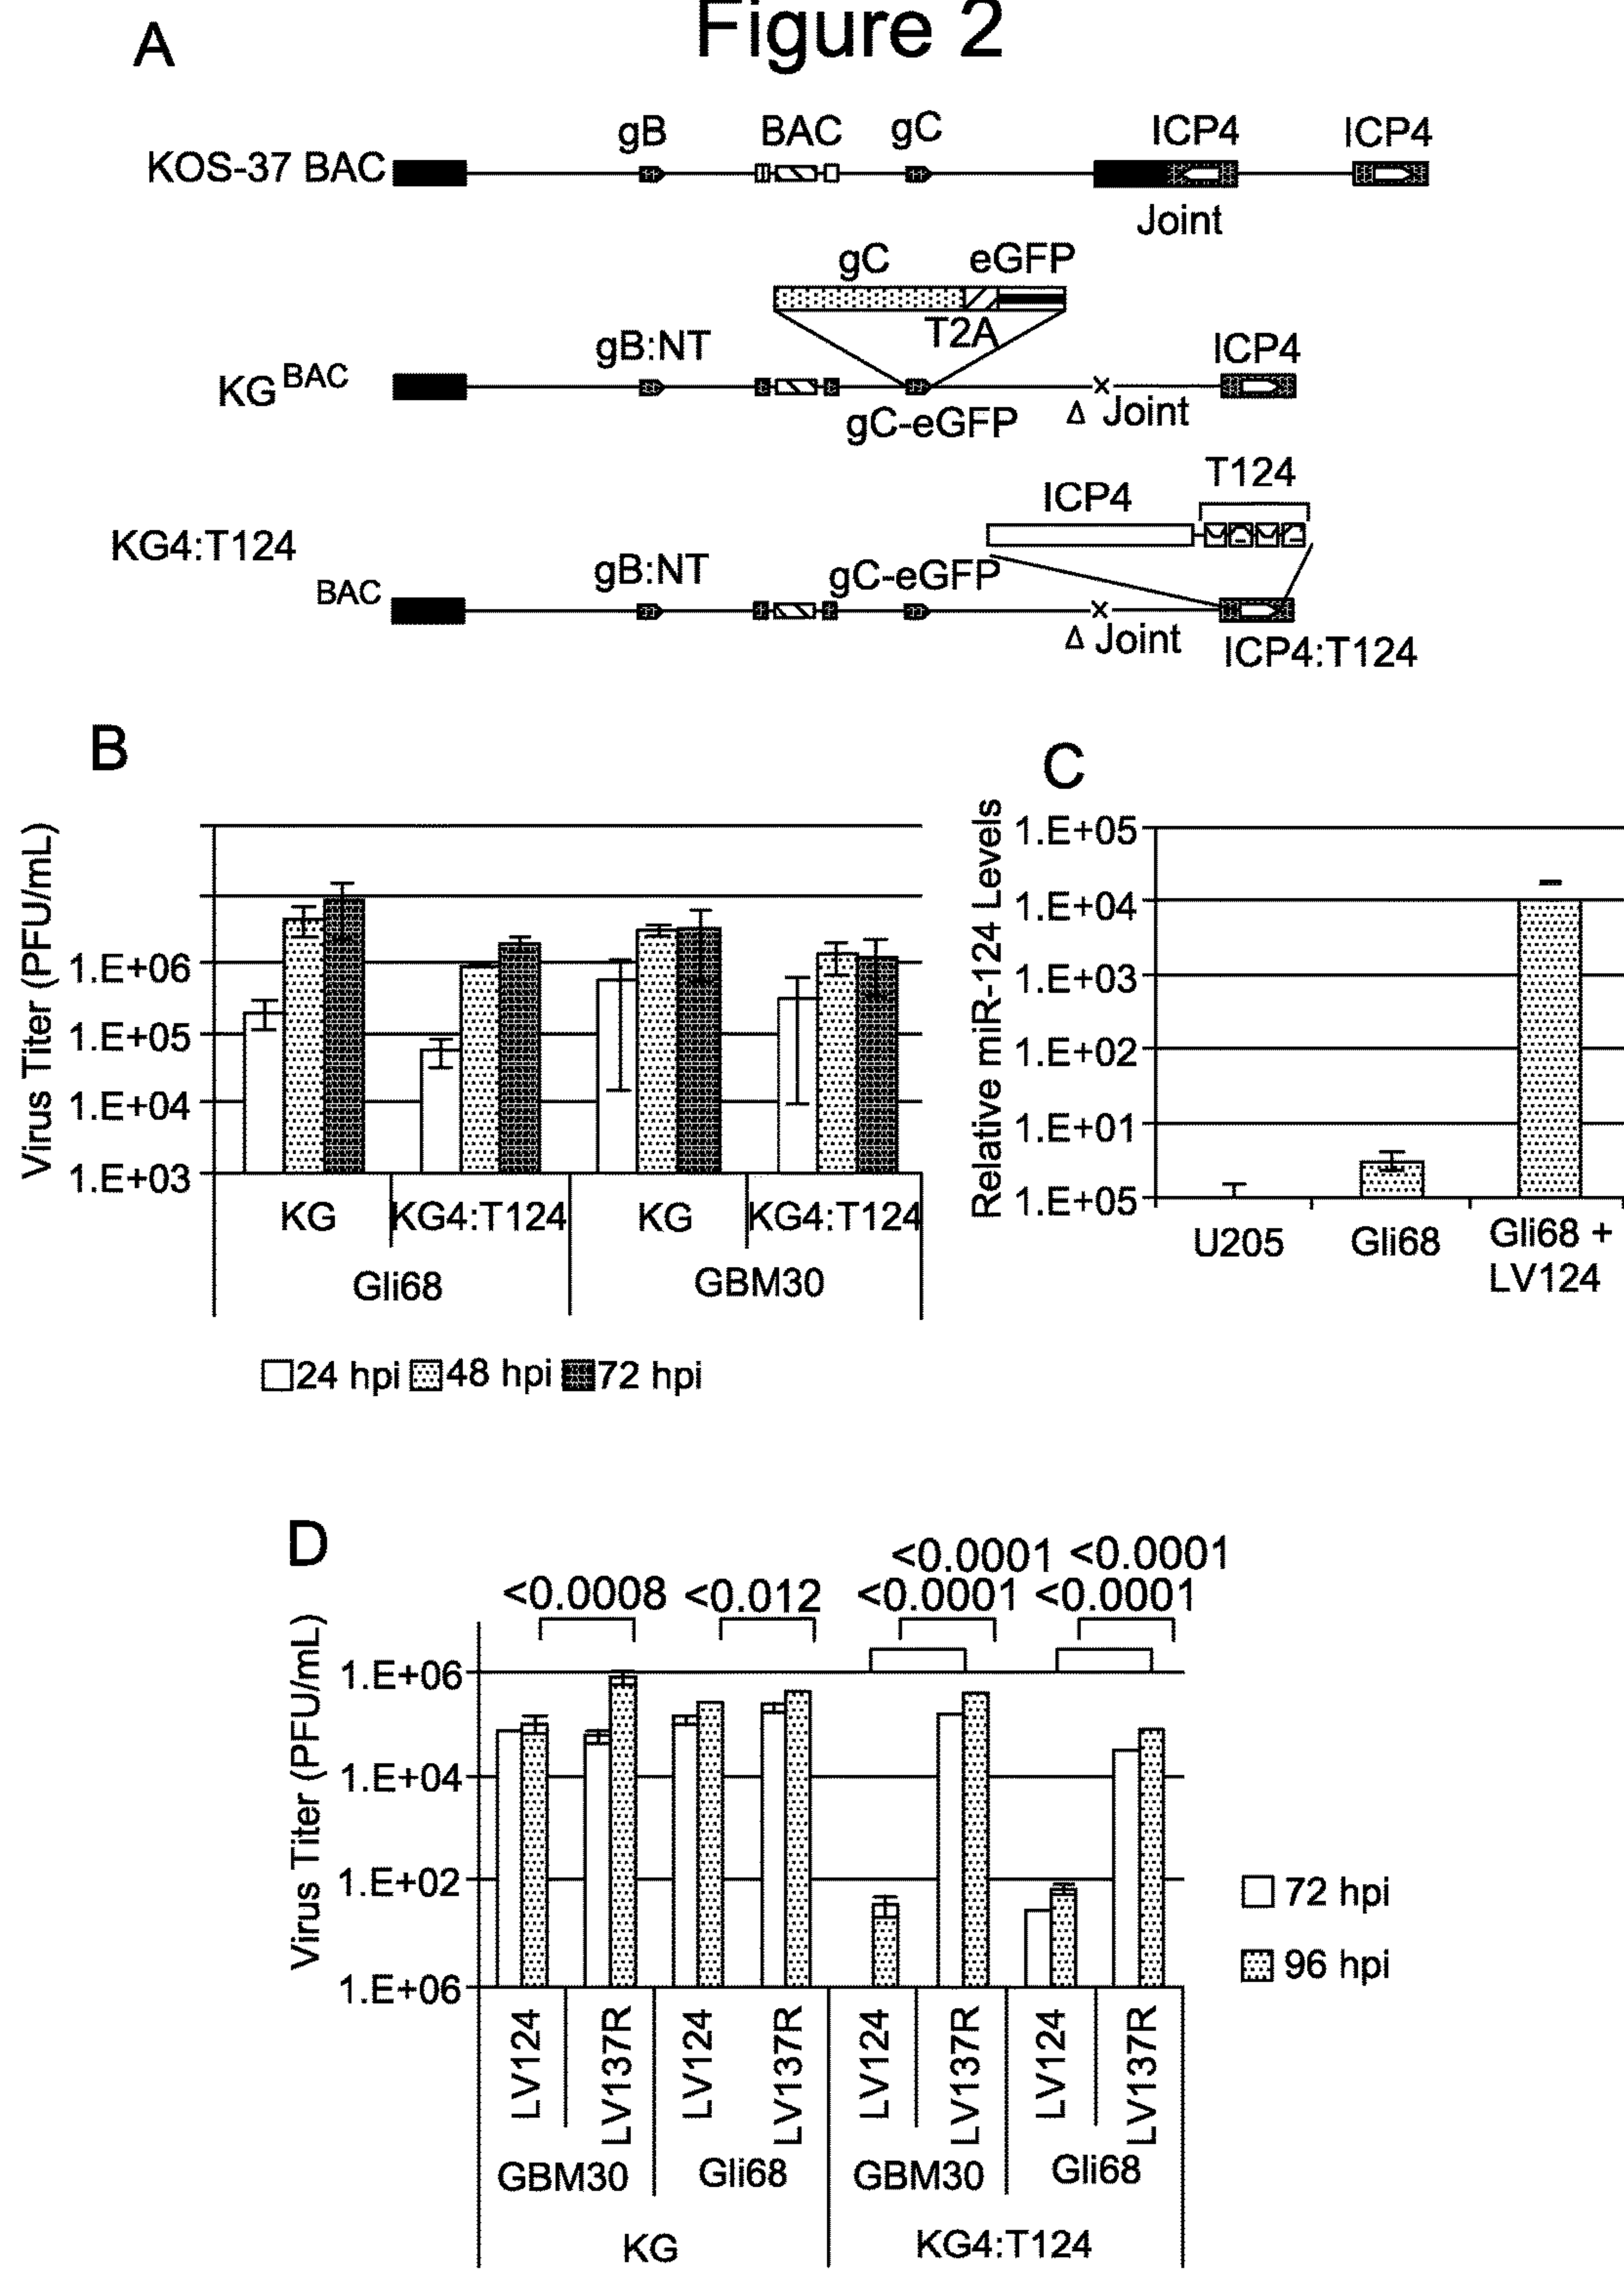 Figure 2
A
gB BAC gC ICP4 ICP4
KOS-37 BAC
Joint
gC eGFP
T2A
gB:NT ICP4
KG BAC
gC-eGFP Δ Joint
T124
ICP4
KG4:T124
BAC
gB:NT gC-eGFP
Δ Joint ICP4:T124
B
Virus Titer (PFU/mL)
1.E+06
1.E+05
1.E+04
1.E+03
KG KG4:T124 KG KG4:T124
Gli68 GBM30
24 hpi 48 hpi 72 hpi
C
Relative miR-124 Levels
1.E+05
1.E+04
1.E+03
1.E+02
1.E+01
1.E+05
U205 Gli68 Gli68 +
LV124
D
<0.0001 <0.0001
<0.0008 <0.012 <0.0001 <0.0001
Virus Titer (PFU/mL)
1.E+06
1.E+04
1.E+02
1.E+06
72 hpi
96 hpi
LV124 LV137R LV124 LV137R LV124 LV137R LV124 LV137R
GBM30 Gli68 GBM30 Gli68
KG KG4:T124